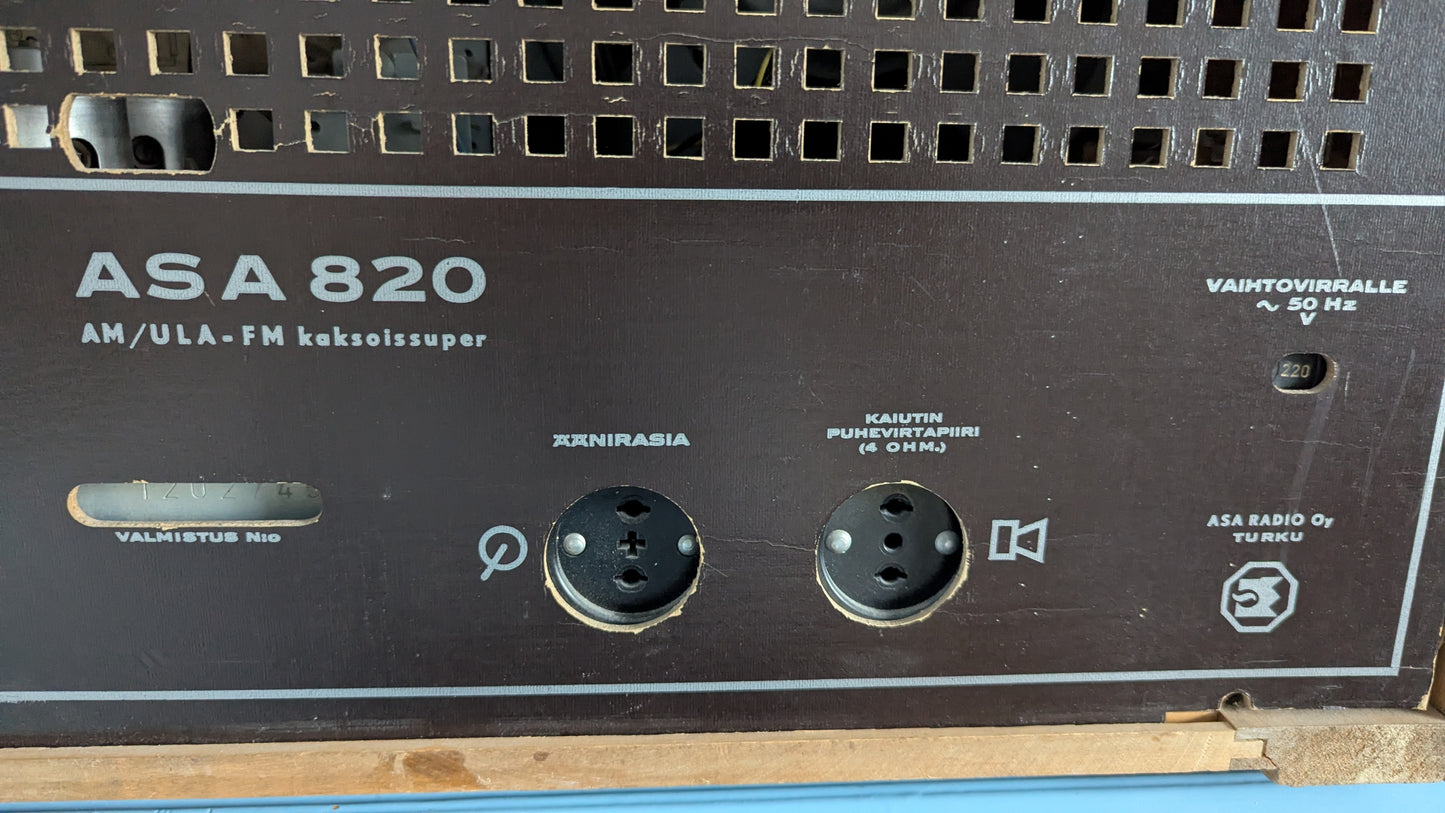 ASA 820
AM/ULA-FM kaksoissuper
VAIHTOVIRRALLE
~ 50 Hz
V
220
ÄÄNIRASIA
KAIUTIN
PUHEVIRTAPIIRI
(4 OHM.)
VALMISTUS N:o
ASA RADIO Oy
TURKU